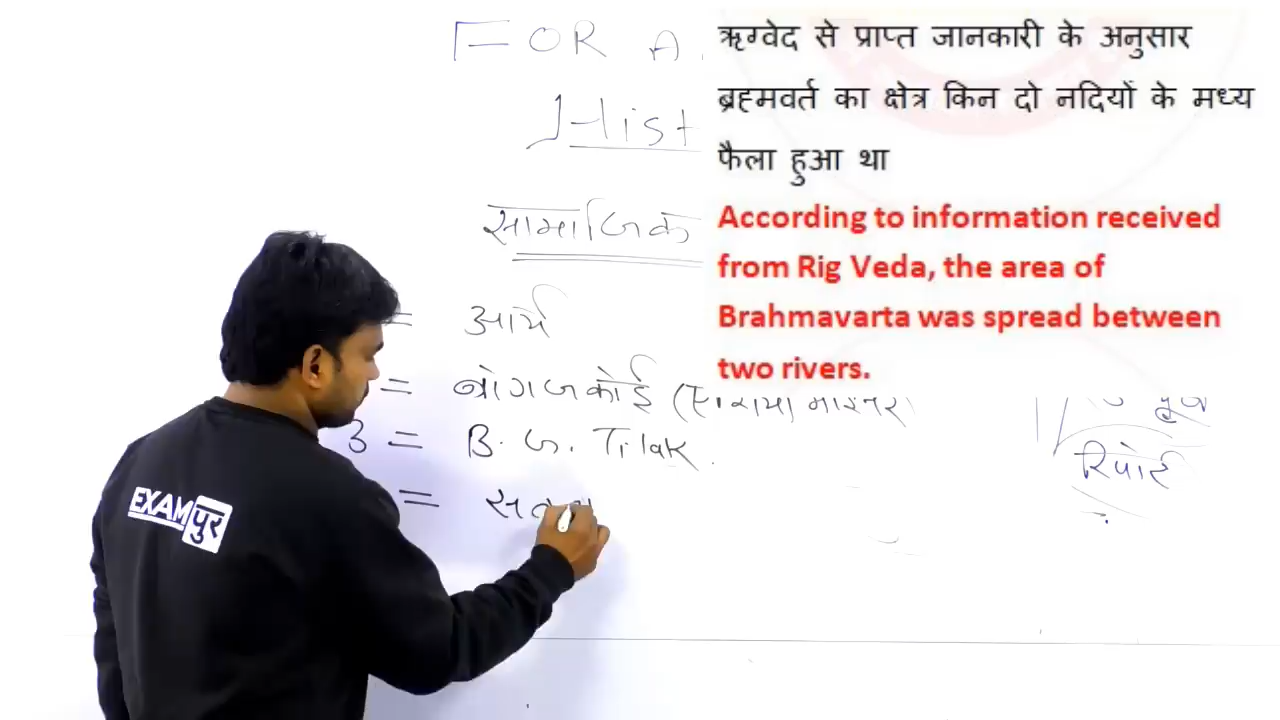 FOR A
Hist
सामाजिक
ऋग्वेद से प्राप्त जानकारी के अनुसार
ब्रह्मवर्त का क्षेत्र किन दो नदियों के मध्य
फैला हुआ था
According to information received
from Rig Veda, the area of
Brahmavarta was spread between
two rivers.
= आर्य
= बोगजकोई
3 = B. G. Tilak
=
रिपोर्ट
EXAMपुर